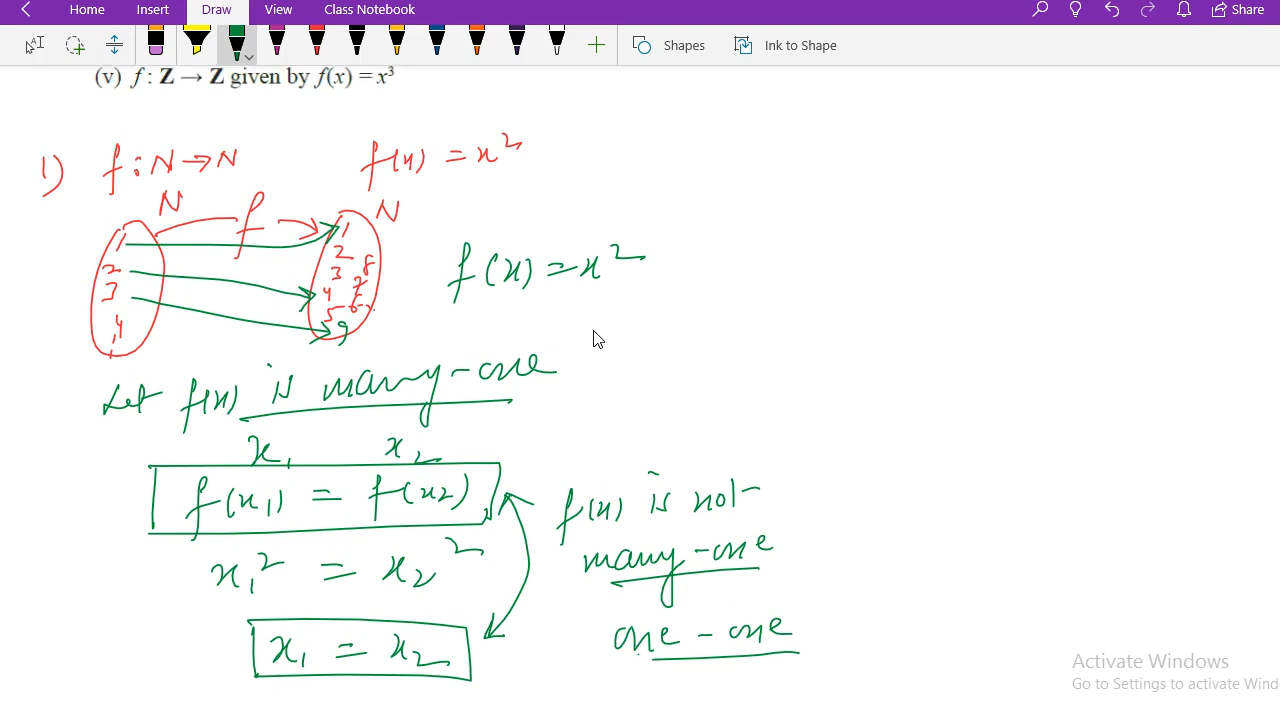 Home Insert Draw View Class Notebook Share
Shapes Ink to Shape
(v) f : Z → Z given by f(x) = x³
1) f : N → N f(x) = x²
N f N
1 1
2 2
3 3 8
4 4 7
5 6
9
f(x) = x²
Let f(x) is many-one
x₁ x₂
f(x₁) = f(x₂)
x₁² = x₂²
x₁ = x₂
f(x) is not
many-one
one-one
Activate Windows
Go to Settings to activate Wind